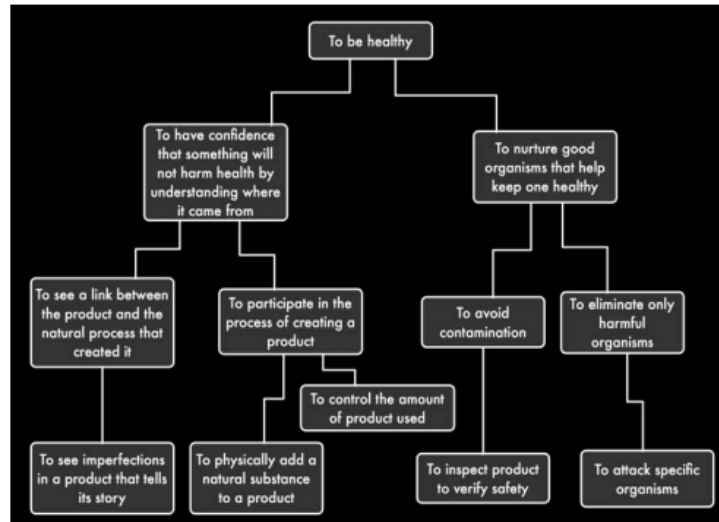 To be healthy
To have confidence
that something will
not harm health by
understanding where
it came from
To nurture good
organisms that help
keep one healthy
To see a link between
the product and the
natural process that
created it
To participate in the
process of creating a
product
To avoid
contamination
To eliminate only
harmful
organisms
To control the amount
of product used
To see imperfections
in a product that tells
its story
To physically add a
natural substance
to a product
To inspect product
to verify safety
To attack specific
organisms